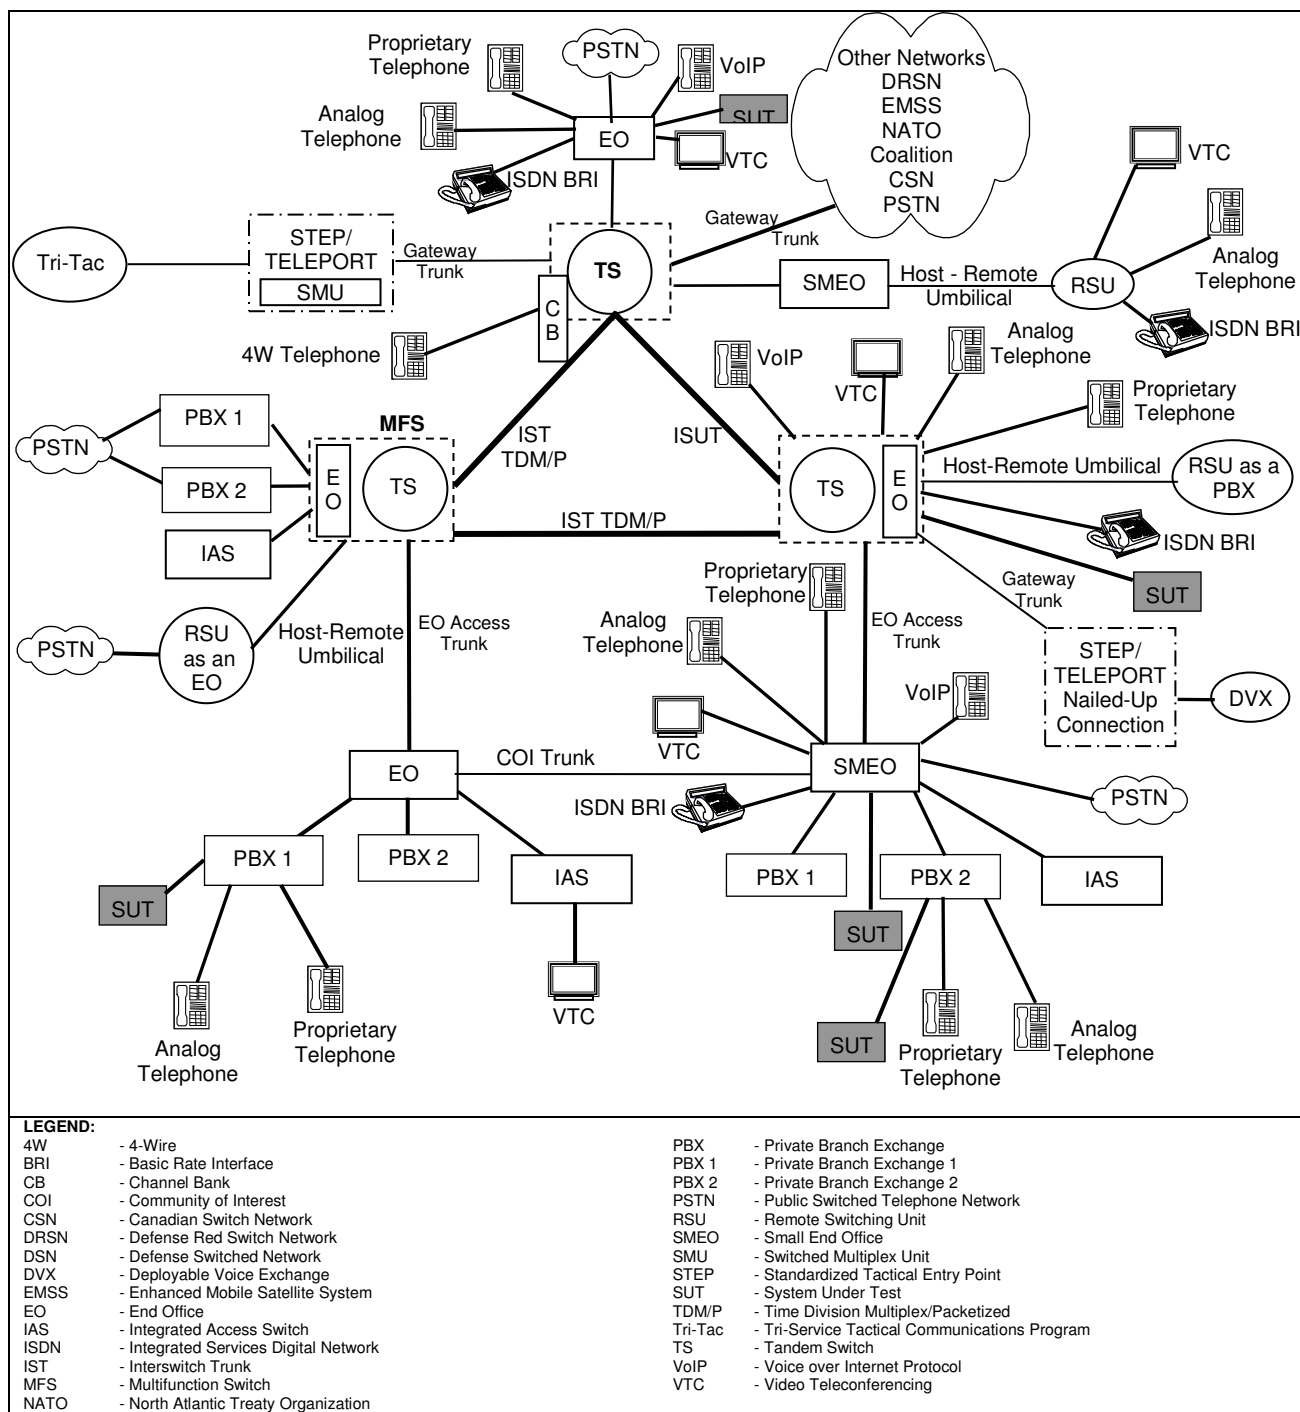 Proprietary
Telephone
PSTN
VoIP
Other Networks
DRSN
EMSS
NATO
Coalition
CSN
PSTN
Analog
Telephone
EO
SUT
VTC
ISDN BRI
VTC
Analog
Telephone
ISDN BRI
Tri-Tac
STEP/
TELEPORT
SMU
Gateway
Trunk
TS
C
B
Gateway
Trunk
SMEO
Host - Remote
Umbilical
RSU
4W Telephone
VoIP
VTC
Analog
Telephone
Proprietary
Telephone
PSTN
PBX 1
PBX 2
IAS
MFS
E
O
TS
IST
TDM/P
ISUT
IST TDM/P
TS
E
O
Host-Remote Umbilical
RSU as a
PBX
ISDN BRI
SUT
Gateway
Trunk
PSTN
RSU
as an
EO
Host-Remote
Umbilical
EO Access
Trunk
Proprietary
Telephone
Analog
Telephone
EO Access
Trunk
VoIP
STEP/
TELEPORT
Nailed-Up
Connection
DVX
VTC
EO
COI Trunk
SMEO
ISDN BRI
PSTN
PBX 1
PBX 2
IAS
SUT
VTC
Analog
Telephone
Proprietary
Telephone
PBX 1
PBX 2
IAS
SUT
SUT
Proprietary
Telephone
Analog
Telephone
LEGEND:
4W - 4-Wire
BRI - Basic Rate Interface
CB - Channel Bank
COI - Community of Interest
CSN - Canadian Switch Network
DRSN - Defense Red Switch Network
DSN - Defense Switched Network
DVX - Deployable Voice Exchange
EMSS - Enhanced Mobile Satellite System
EO - End Office
IAS - Integrated Access Switch
ISDN - Integrated Services Digital Network
IST - Interswitch Trunk
MFS - Multifunction Switch
NATO - North Atlantic Treaty Organization
PBX - Private Branch Exchange
PBX 1 - Private Branch Exchange 1
PBX 2 - Private Branch Exchange 2
PSTN - Public Switched Telephone Network
RSU - Remote Switching Unit
SMEO - Small End Office
SMU - Switched Multiplex Unit
STEP - Standardized Tactical Entry Point
SUT - System Under Test
TDM/P - Time Division Multiplex/Packetized
Tri-Tac - Tri-Service Tactical Communications Program
TS - Tandem Switch
VoIP - Voice over Internet Protocol
VTC - Video Teleconferencing